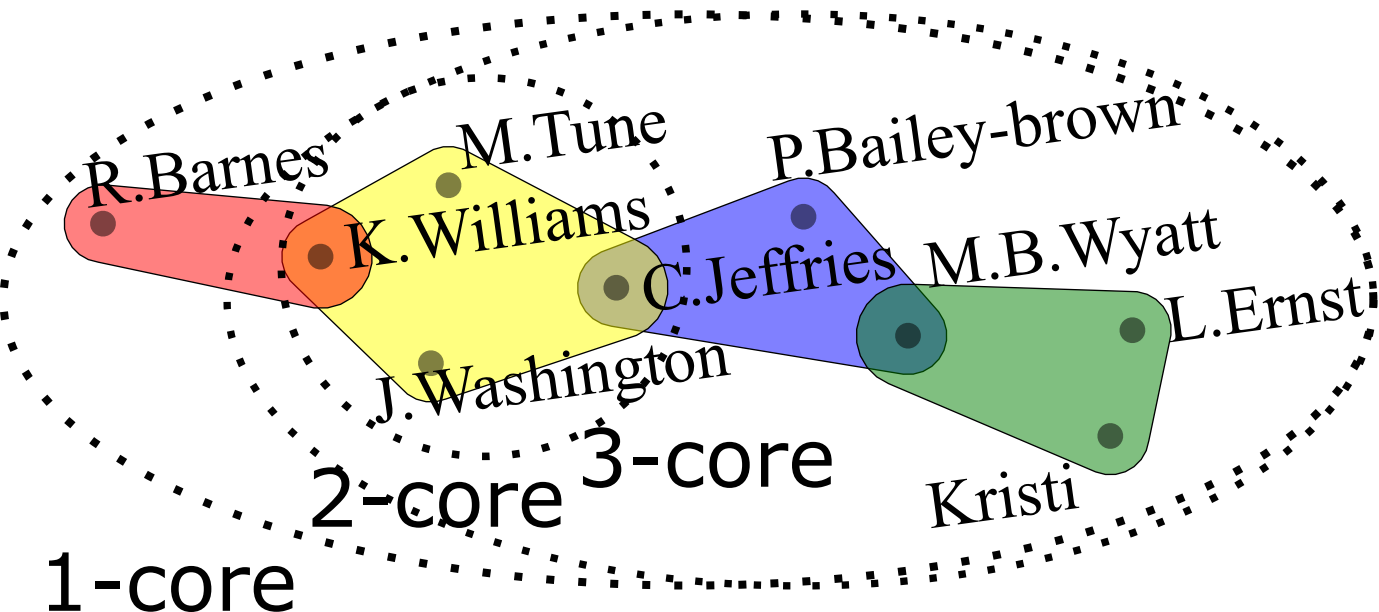 M.Tune
P.Bailey-brown
R.Barnes
K.Williams
M.B.Wyatt
C.Jeffries
L.Ernst
J.Washington
3-core
Kristi
2-core
1-core